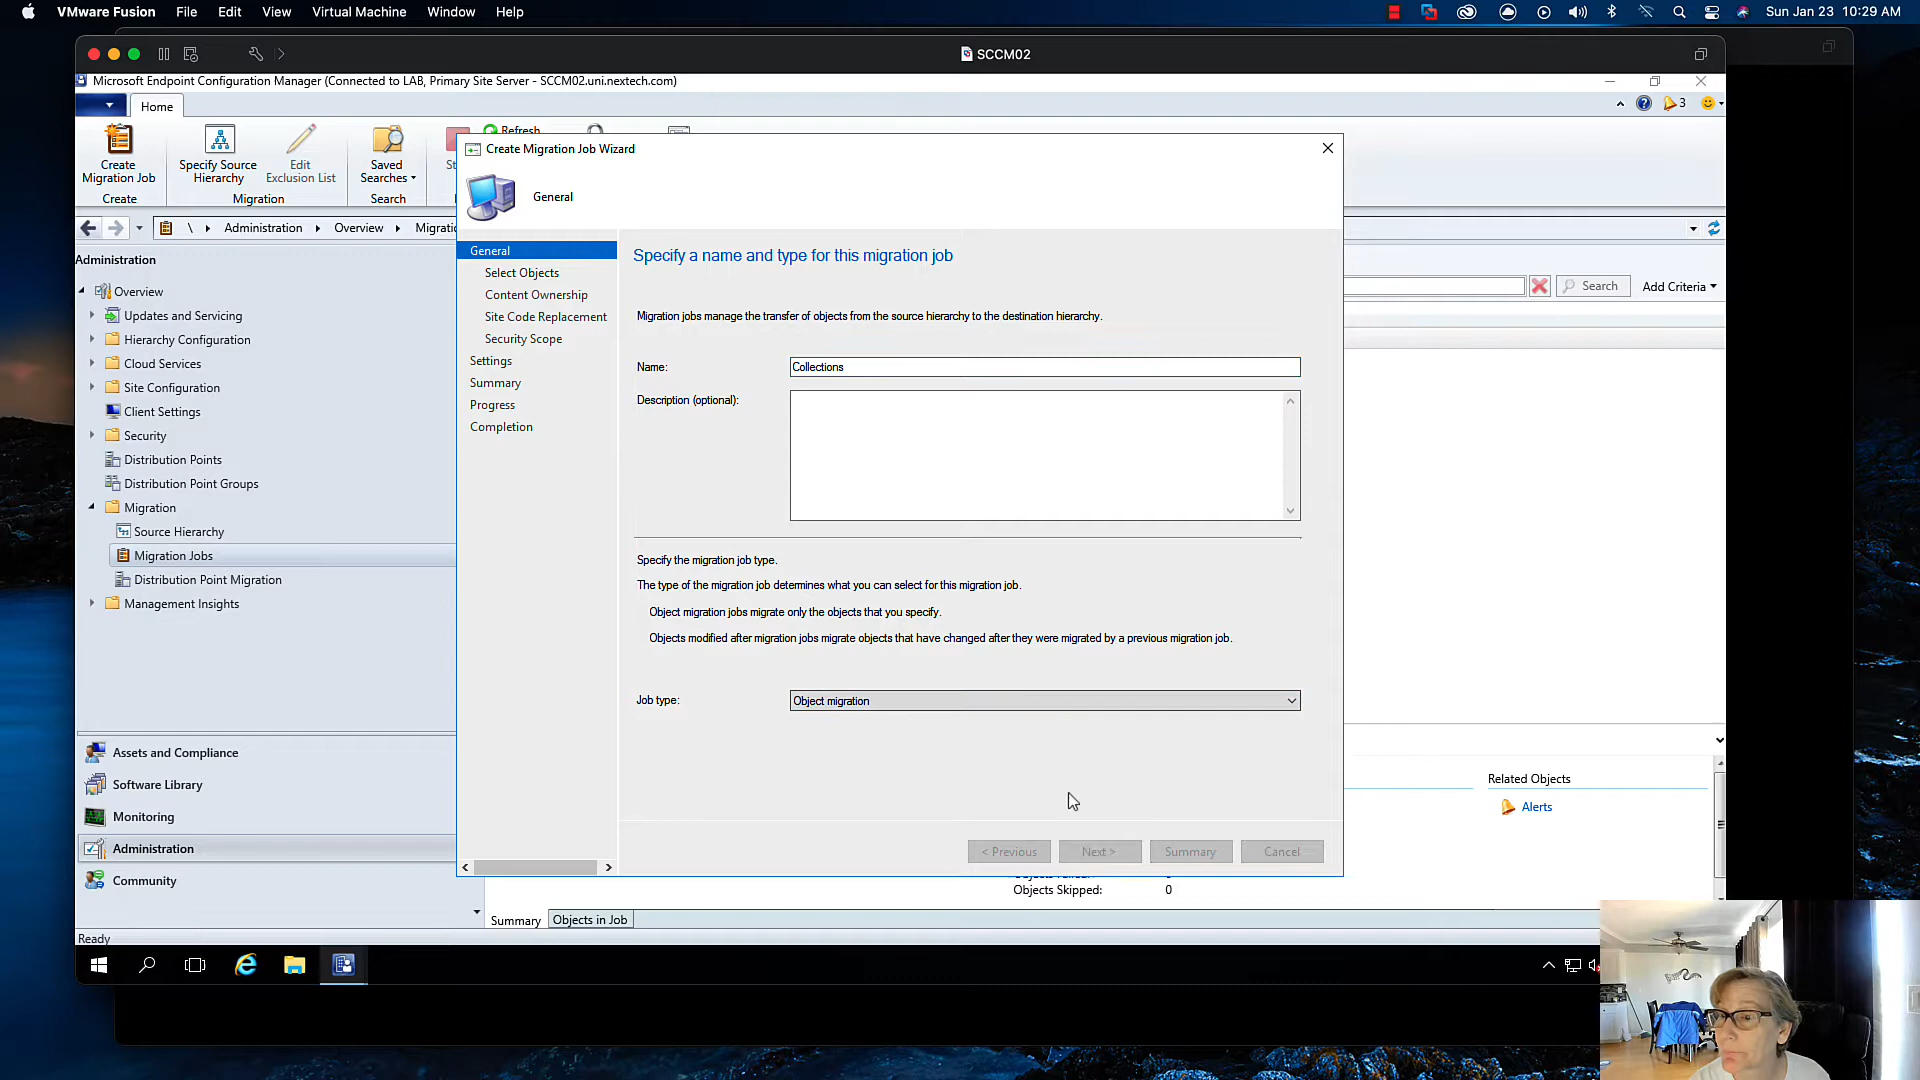 VMware Fusion File Edit View Virtual Machine Window Help Sun Jan 23 10:29 AM
SCCM02
Microsoft Endpoint Configuration Manager (Connected to LAB, Primary Site Server - SCCM02.uni.nextech.com)
Home
3
Refresh
Create Migration Job
Specify Source Hierarchy
Edit Exclusion List
Saved Searches
Create
Migration
Search
\ Administration Overview
Administration
Overview
Updates and Servicing
Hierarchy Configuration
Cloud Services
Site Configuration
Client Settings
Security
Distribution Points
Distribution Point Groups
Migration
Source Hierarchy
Migration Jobs
Distribution Point Migration
Management Insights
Assets and Compliance
Software Library
Monitoring
Administration
Community
Ready
Create Migration Job Wizard
General
General
Select Objects
Content Ownership
Site Code Replacement
Security Scope
Settings
Summary
Progress
Completion
Specify a name and type for this migration job
Migration jobs manage the transfer of objects from the source hierarchy to the destination hierarchy.
Name: Collections
Description (optional):
Specify the migration job type.
The type of the migration job determines what you can select for this migration job.
Object migration jobs migrate only the objects that you specify.
Objects modified after migration jobs migrate objects that have changed after they were migrated by a previous migration job.
Job type: Object migration
< Previous Next > Summary Cancel
Search Add Criteria
Related Objects
Alerts
Objects Skipped: 0
Summary Objects in Job